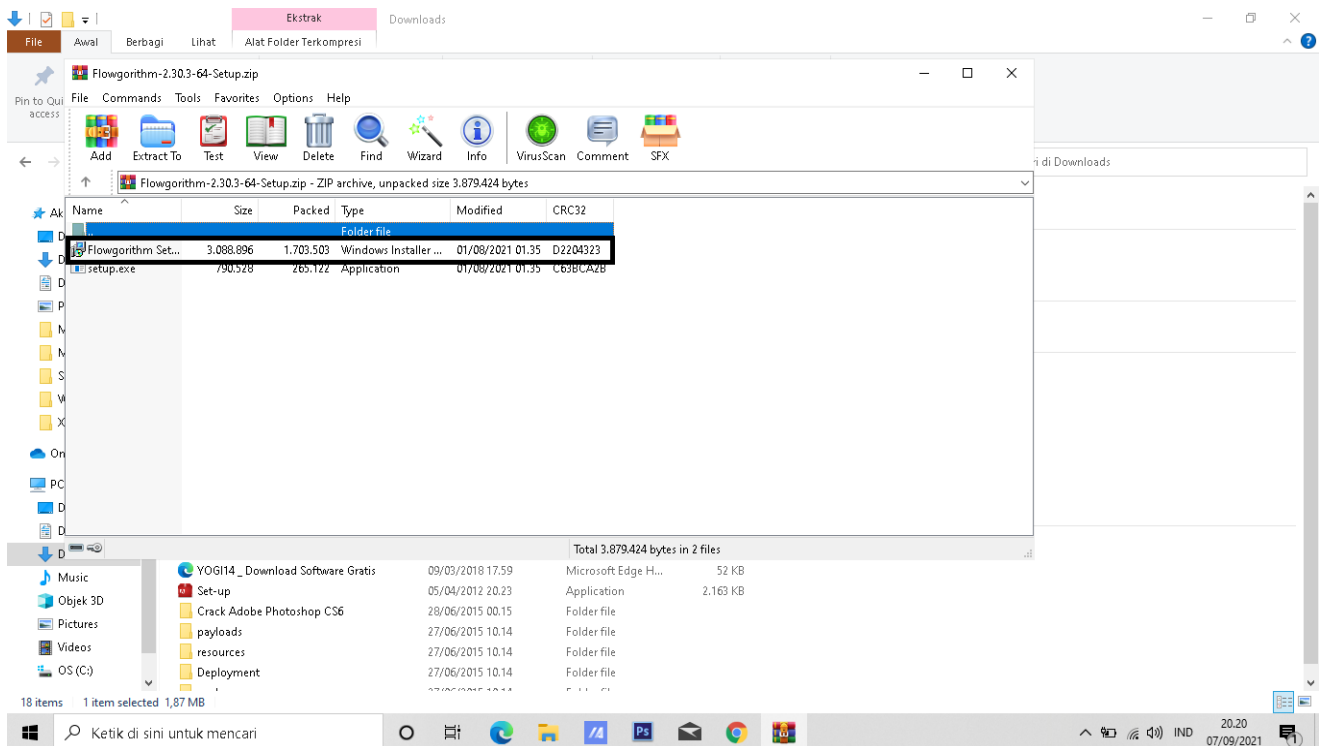 Ekstrak Downloads
File Awal Berbagi Lihat Alat Folder Terkompresi
Flowgorithm-2.30.3-64-Setup.zip
Pin to Qui
access
File Commands Tools Favorites Options Help
Add Extract To Test View Delete Find Wizard Info VirusScan Comment SFX
Flowgorithm-2.30.3-64-Setup.zip - ZIP archive, unpacked size 3.879.424 bytes
i di Downloads
Name Size Packed Type Modified CRC32
.. Folder file
Flowgorithm Set... 3.088.896 1.703.503 Windows Installer ... 01/08/2021 01.35 D2204323
setup.exe 790.528 265.122 Application 01/08/2021 01.35 C63BCA2B
Ak
D
D
D
P
M
M
S
X
On
PC
D
D
D
Total 3.879.424 bytes in 2 files
Music
Objek 3D
Pictures
Videos
OS (C:)
YOGI14 _ Download Software Gratis 09/03/2018 17.59 Microsoft Edge H... 52 KB
Set-up 05/04/2012 20.23 Application 2.163 KB
Crack Adobe Photoshop CS6 28/06/2015 00.15 Folder file
payloads 27/06/2015 10.14 Folder file
resources 27/06/2015 10.14 Folder file
Deployment 27/06/2015 10.14 Folder file
18 items 1 item selected 1,87 MB
Ketik di sini untuk mencari
Ps
IND
20.20
07/09/2021
1